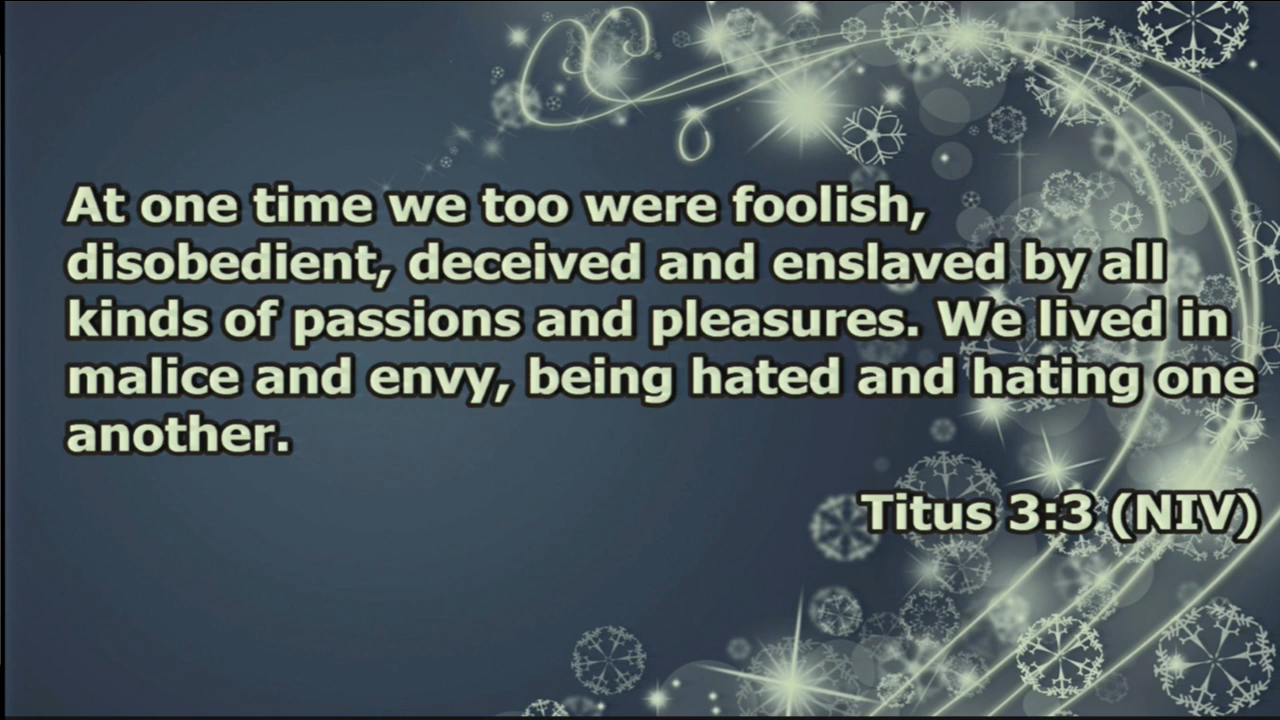 At one time we too were foolish,
disobedient, deceived and enslaved by all
kinds of passions and pleasures. We lived in
malice and envy, being hated and hating one
another.
Titus 3:3 (NIV)